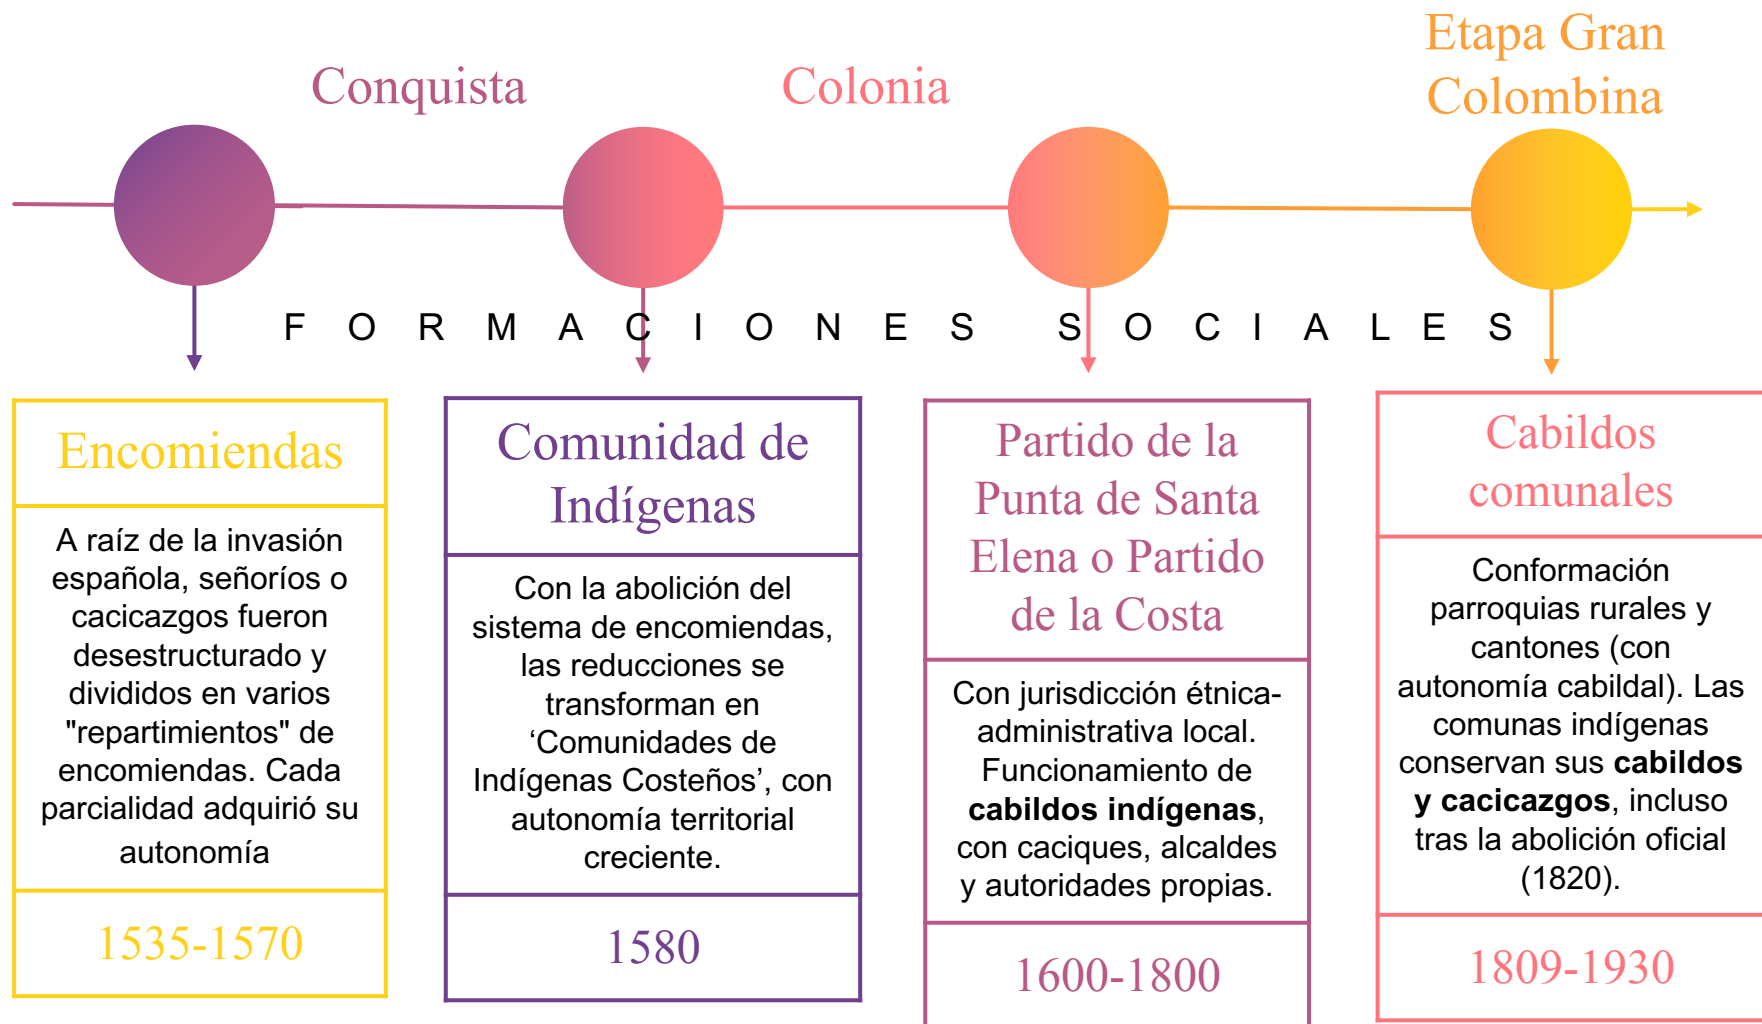 Conquista
Colonia
Etapa Gran
Colombina
FORMACIONES SOCIALES
Encomiendas
A raíz de la invasión
española, señoríos o
cacicazgos fueron
desestructurado y
divididos en varios
"repartimientos" de
encomiendas. Cada
parcialidad adquirió su
autonomía
1535-1570
Comunidad de
Indígenas
Con la abolición del
sistema de encomiendas,
las reducciones se
transforman en
‘Comunidades de
Indígenas Costeños’, con
autonomía territorial
creciente.
1580
Partido de la
Punta de Santa
Elena o Partido
de la Costa
Con jurisdicción étnica-
administrativa local.
Funcionamiento de
cabildos indígenas,
con caciques, alcaldes
y autoridades propias.
1600-1800
Cabildos
comunales
Conformación
parroquias rurales y
cantones (con
autonomía cabildal). Las
comunas indígenas
conservan sus cabildos
y cacicazgos, incluso
tras la abolición oficial
(1820).
1809-1930